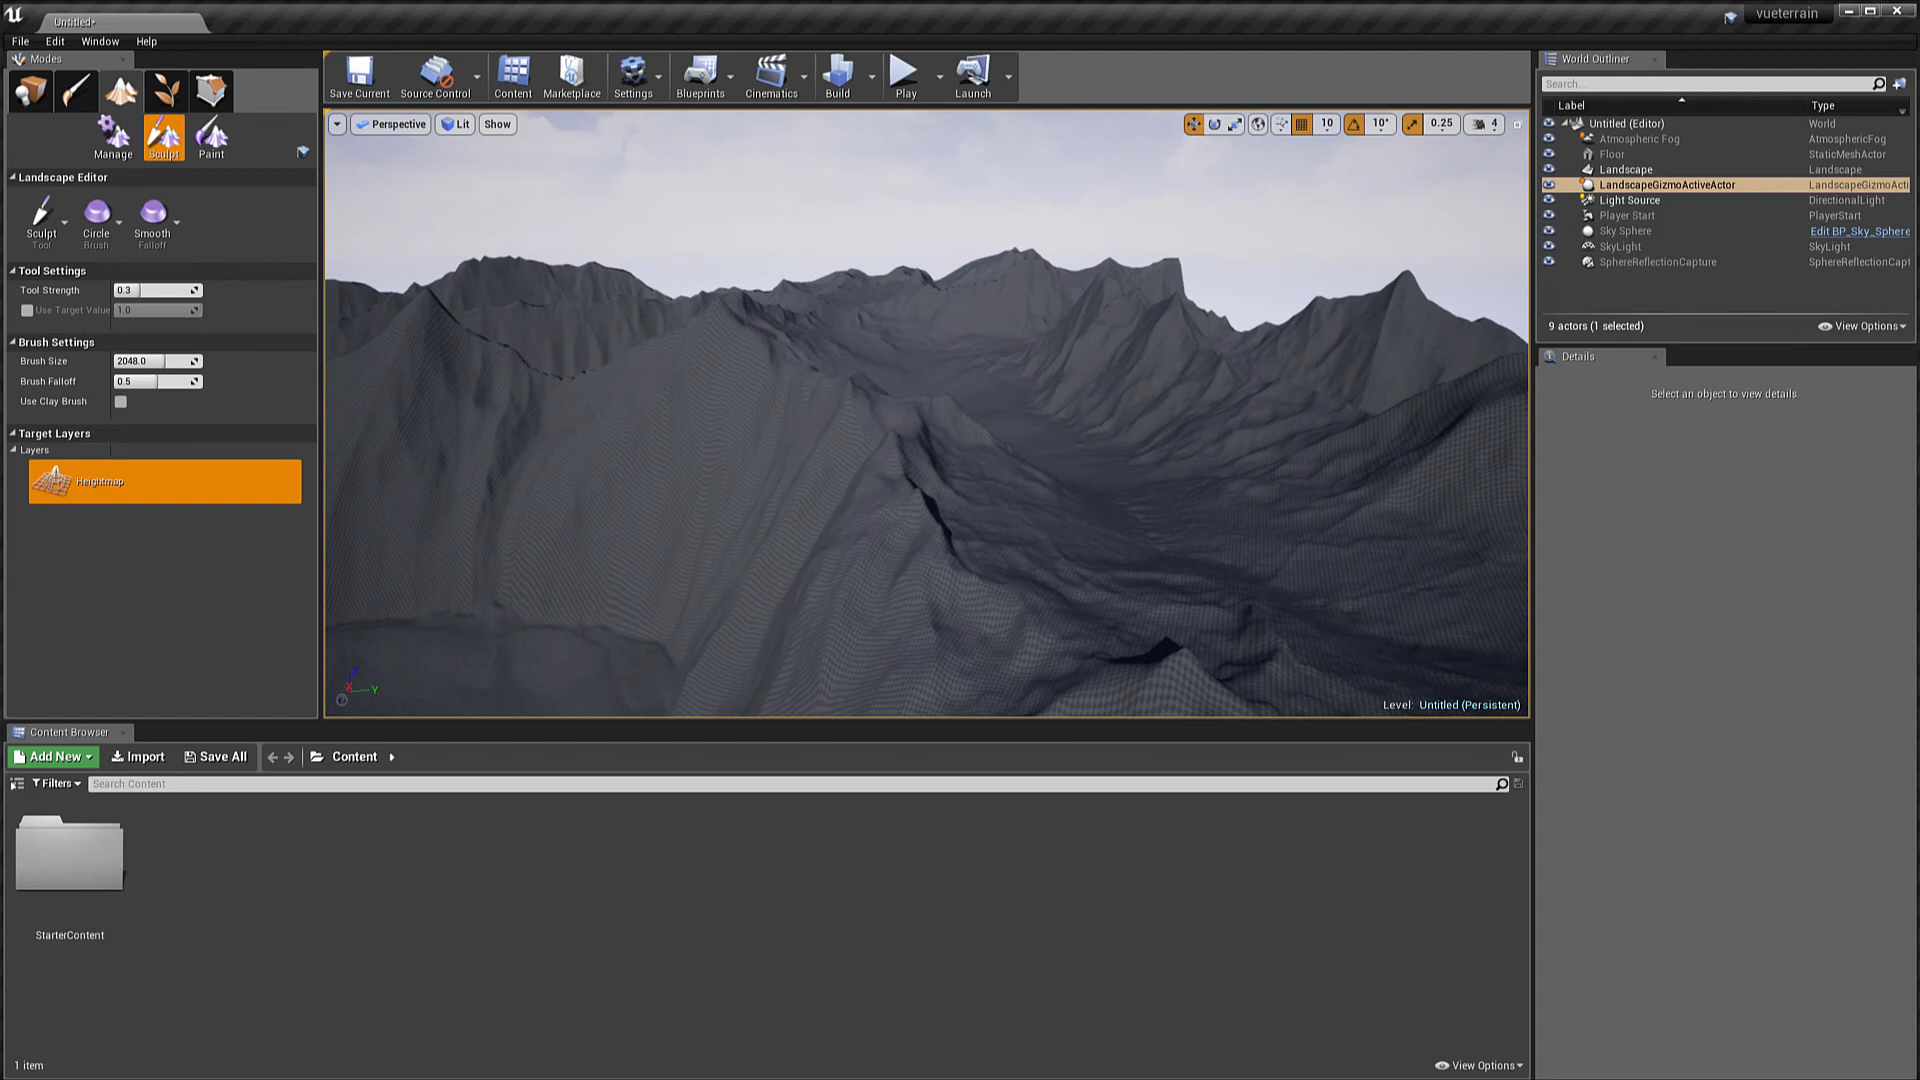 Untitled*
vueterrain
File Edit Window Help
Modes
Manage Sculpt Paint
Landscape Editor
Sculpt Circle Smooth
Tool Brush Falloff
Tool Settings
Tool Strength 0.3
Use Target Value 1.0
Brush Settings
Brush Size 2048.0
Brush Falloff 0.5
Use Clay Brush
Target Layers
Layers
Heightmap
Save Current Source Control Content Marketplace Settings Blueprints Cinematics Build Play Launch
Perspective Lit Show
10 10° 0.25 4
Level: Untitled (Persistent)
World Outliner
Search...
Label Type
Untitled (Editor) World
Atmospheric Fog AtmosphericFog
Floor StaticMeshActor
Landscape Landscape
LandscapeGizmoActiveActor LandscapeGizmoActi
Light Source DirectionalLight
Player Start PlayerStart
Sky Sphere Edit BP_Sky_Sphere
SkyLight SkyLight
SphereReflectionCapture SphereReflectionCapt
9 actors (1 selected) View Options
Details
Select an object to view details.
Content Browser
Add New Import Save All Content
Filters Search Content
StarterContent
1 item View Options